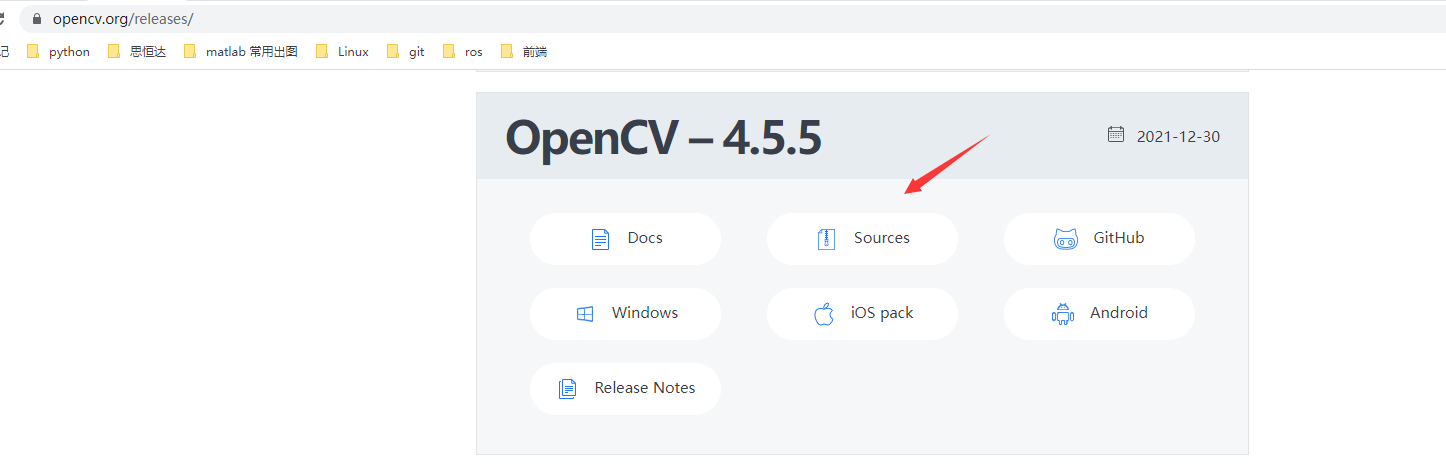 opencv.org/releases/
记 python 思恒达 matlab 常用出图 Linux git ros 前端
OpenCV – 4.5.5
2021-12-30
Docs Sources GitHub
Windows iOS pack Android
Release Notes